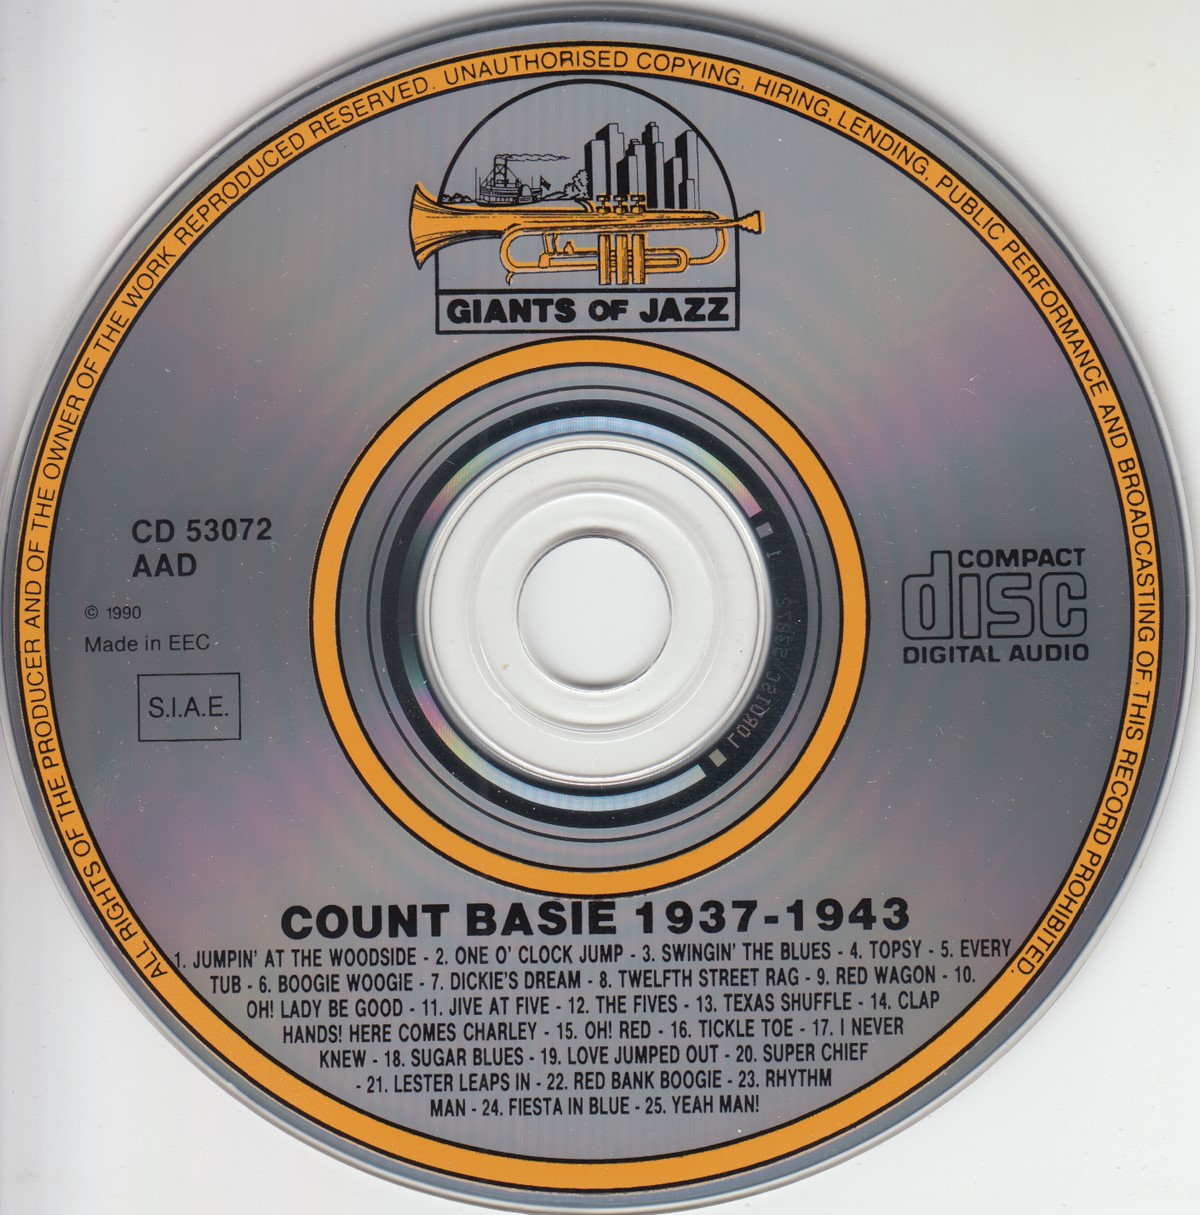 ALL RIGHTS OF THE PRODUCER AND OF THE OWNER OF THE WORK REPRODUCED RESERVED. UNAUTHORISED COPYING, HIRING, LENDING, PUBLIC PERFORMANCE AND BROADCASTING OF THIS RECORD PROHIBITED.
GIANTS OF JAZZ
CD 53072
AAD
© 1990
Made in EEC
S.I.A.E.
COMPACT
disc
DIGITAL AUDIO
COUNT BASIE 1937-1943
1. JUMPIN' AT THE WOODSIDE - 2. ONE O' CLOCK JUMP - 3. SWINGIN' THE BLUES - 4. TOPSY - 5. EVERY
TUB - 6. BOOGIE WOOGIE - 7. DICKIE'S DREAM - 8. TWELFTH STREET RAG - 9. RED WAGON - 10.
OH! LADY BE GOOD - 11. JIVE AT FIVE - 12. THE FIVES - 13. TEXAS SHUFFLE - 14. CLAP
HANDS! HERE COMES CHARLEY - 15. OH! RED - 16. TICKLE TOE - 17. I NEVER
KNEW - 18. SUGAR BLUES - 19. LOVE JUMPED OUT - 20. SUPER CHIEF
- 21. LESTER LEAPS IN - 22. RED BANK BOOGIE - 23. RHYTHM
MAN - 24. FIESTA IN BLUE - 25. YEAH MAN!